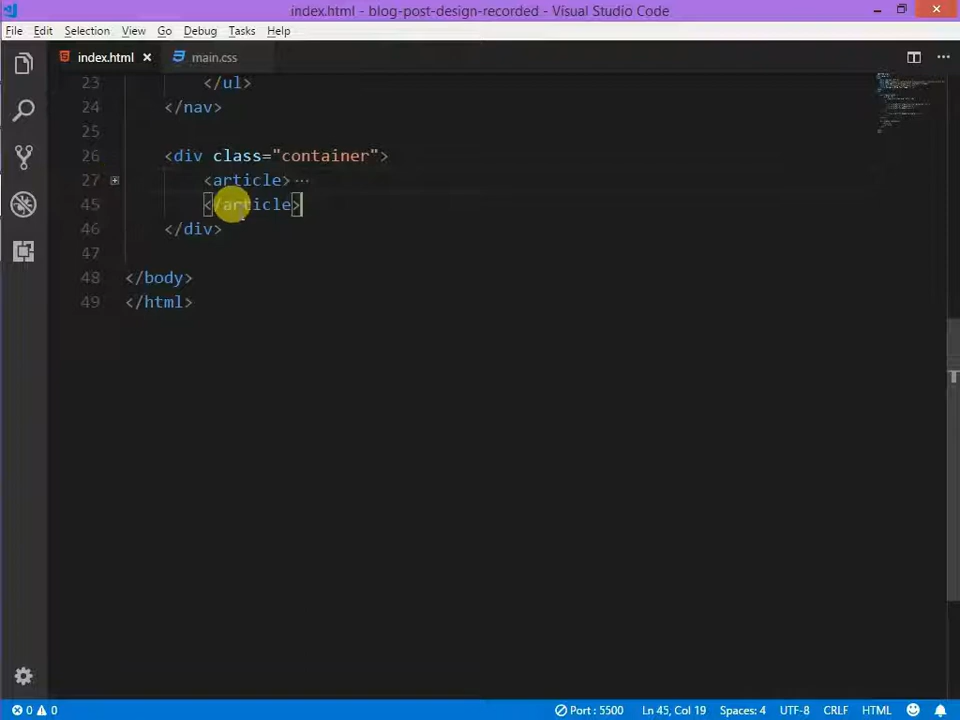 index.html - blog-post-design-recorded - Visual Studio Code
File Edit Selection View Go Debug Tasks Help
index.html main.css
23 </ul>
24 </nav>
25
26 <div class="container">
27 <article>
45 </article>
46 </div>
47
48 </body>
49 </html>
0 0 Port : 5500 Ln 45, Col 19 Spaces: 4 UTF-8 CRLF HTML